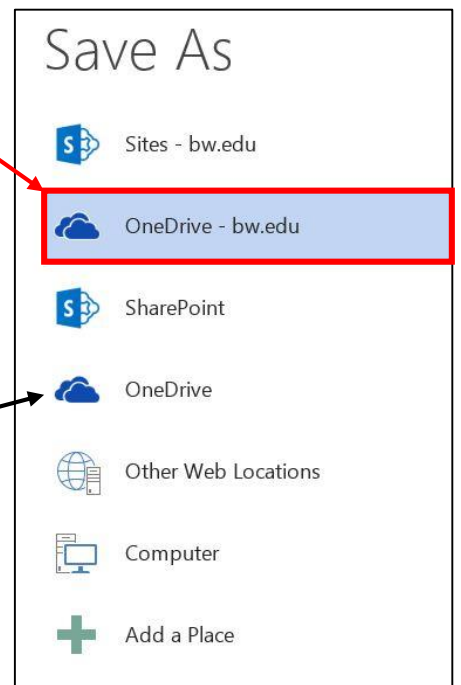 Save As
S
Sites - bw.edu
OneDrive - bw.edu
S
SharePoint
OneDrive
Other Web Locations
Computer
Add a Place